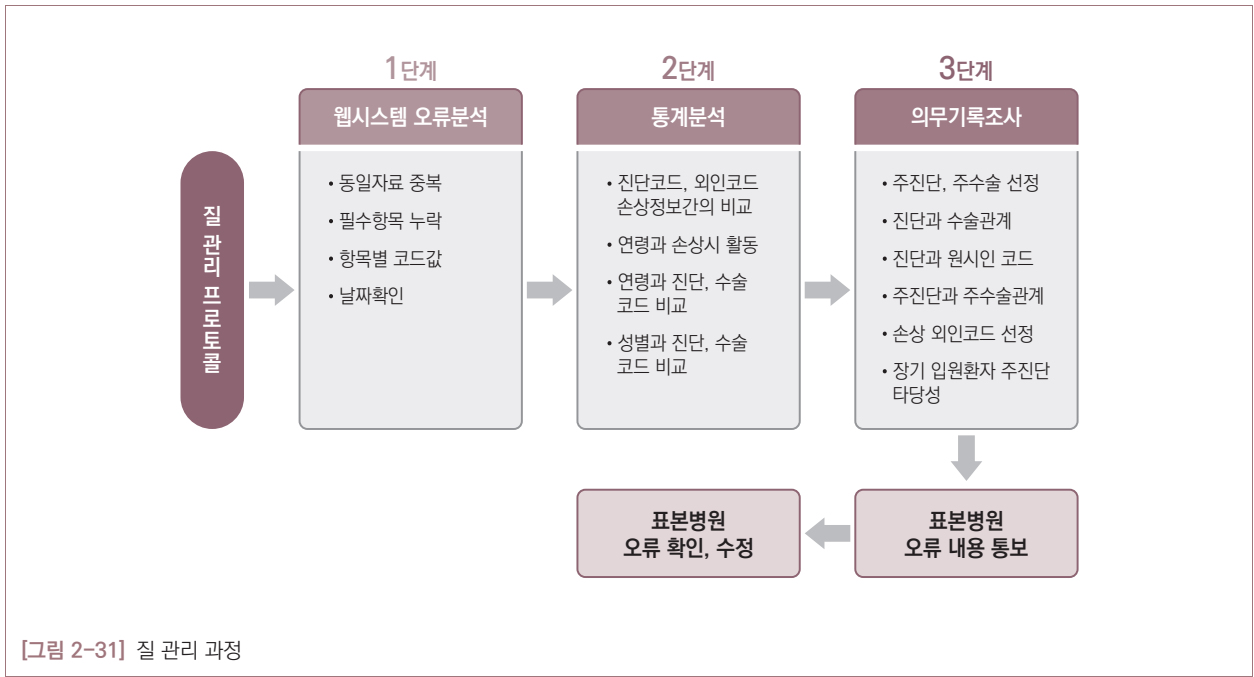 질 관리 프로토콜
1단계
웹시스템 오류분석
• 동일자료 중복
• 필수항목 누락
• 항목별 코드값
• 날짜확인
2단계
통계분석
• 진단코드, 외인코드
손상정보간의 비교
• 연령과 손상시 활동
• 연령과 진단, 수술
코드 비교
• 성별과 진단, 수술
코드 비교
3단계
의무기록조사
• 주진단, 주수술 선정
• 진단과 수술관계
• 진단과 원시인 코드
• 주진단과 주수술관계
• 손상 외인코드 선정
• 장기 입원환자 주진단
타당성
표본병원
오류 내용 통보
표본병원
오류 확인, 수정
[그림 2-31] 질 관리 과정